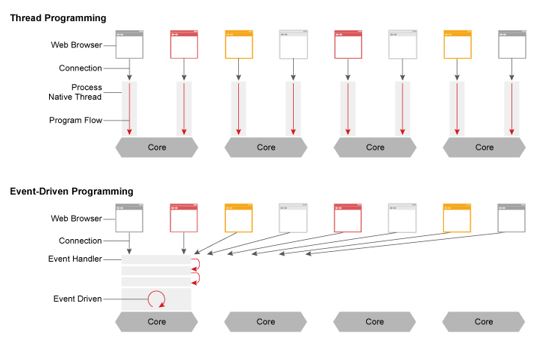 Thread Programming
Web Browser
Connection
Process
Native Thread
Program Flow
Core Core Core Core
Event-Driven Programming
Web Browser
Connection
Event Handler
Event Driven
Core Core Core Core